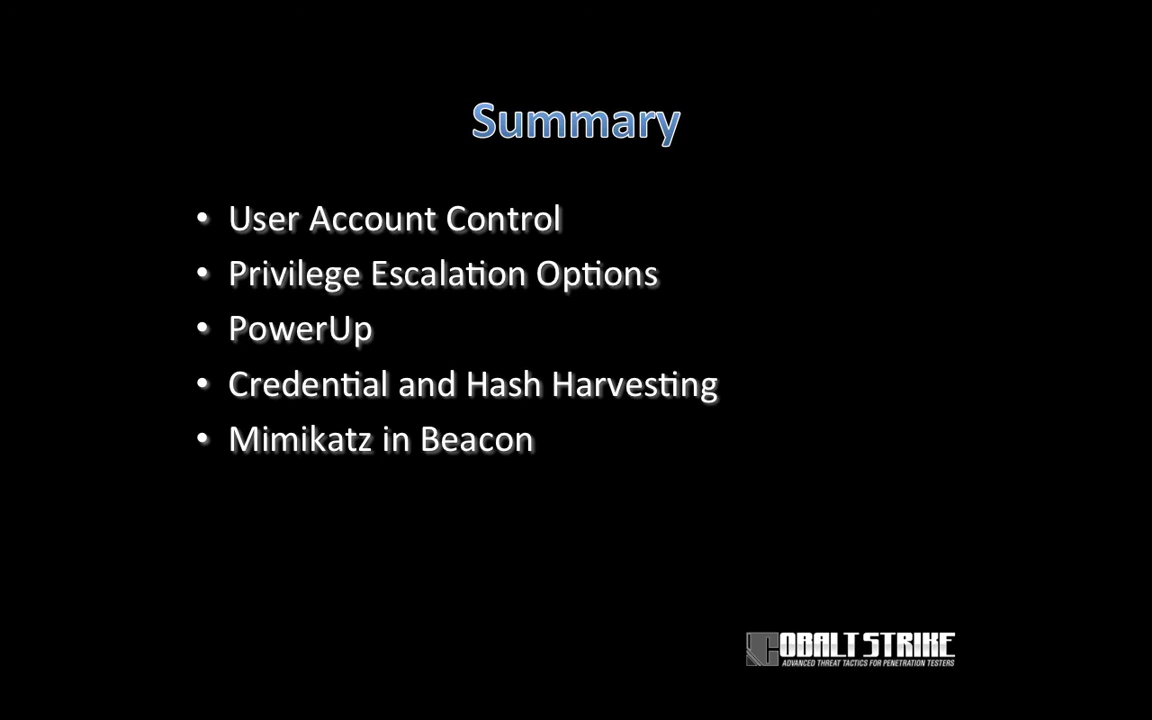 Summary
• User Account Control
• Privilege Escalation Options
• PowerUp
• Credential and Hash Harvesting
• Mimikatz in Beacon
COBALT STRIKE
ADVANCED THREAT TACTICS FOR PENETRATION TESTERS